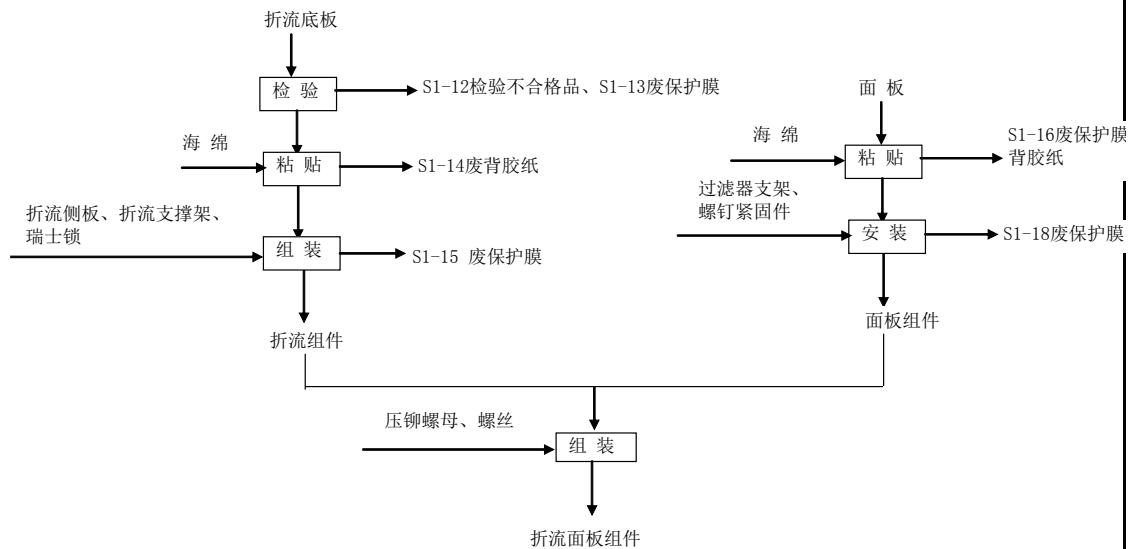 折流底板
检 验
S1-12检验不合格品、S1-13废保护膜
海 绵
粘 贴
S1-14废背胶纸
折流侧板、折流支撑架、
瑞士锁
组 装
S1-15 废保护膜
折流组件
面 板
海 绵
粘 贴
S1-16废保护膜
背胶纸
过滤器支架、
螺钉紧固件
安 装
S1-18废保护膜
面板组件
压铆螺母、螺丝
组 装
折流面板组件